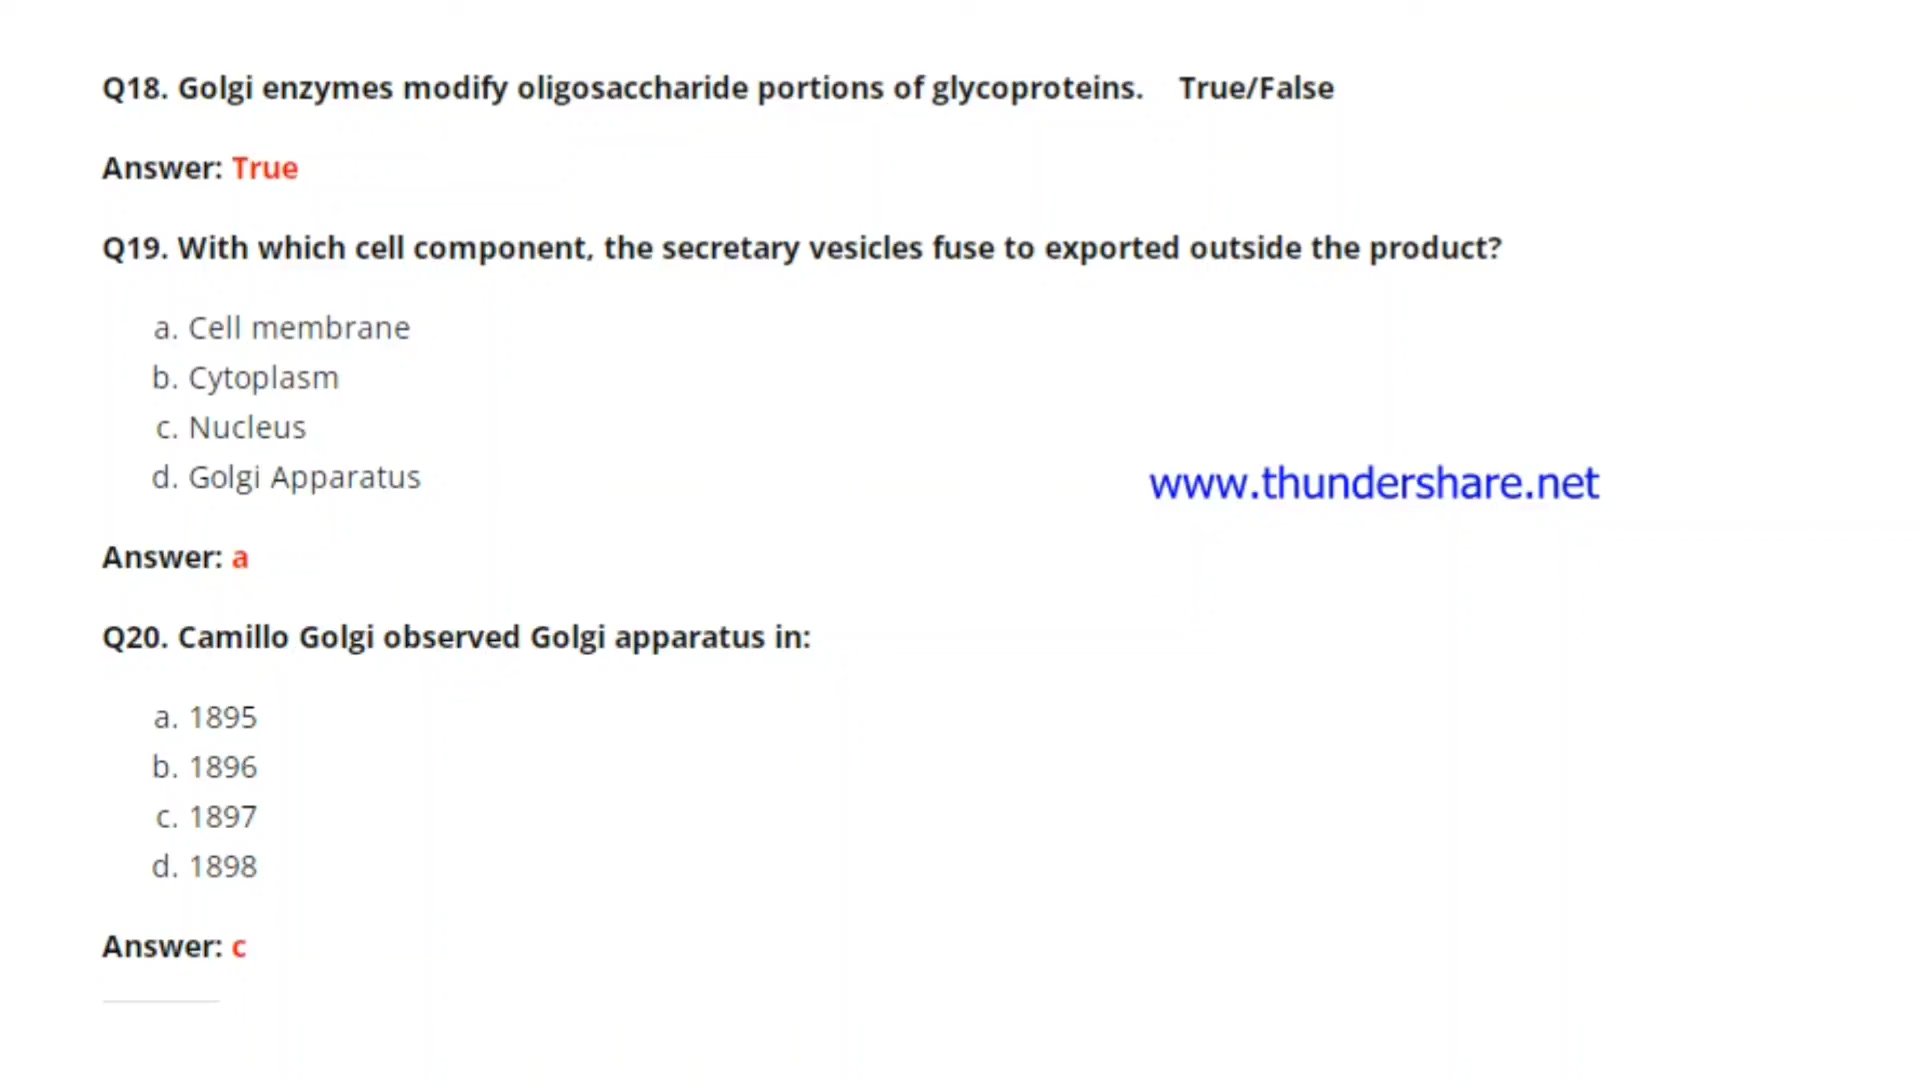 Q18. Golgi enzymes modify oligosaccharide portions of glycoproteins. True/False
Answer: True
Q19. With which cell component, the secretary vesicles fuse to exported outside the product?
a. Cell membrane
b. Cytoplasm
c. Nucleus
d. Golgi Apparatus
www.thundershare.net
Answer: a
Q20. Camillo Golgi observed Golgi apparatus in:
a. 1895
b. 1896
c. 1897
d. 1898
Answer: c